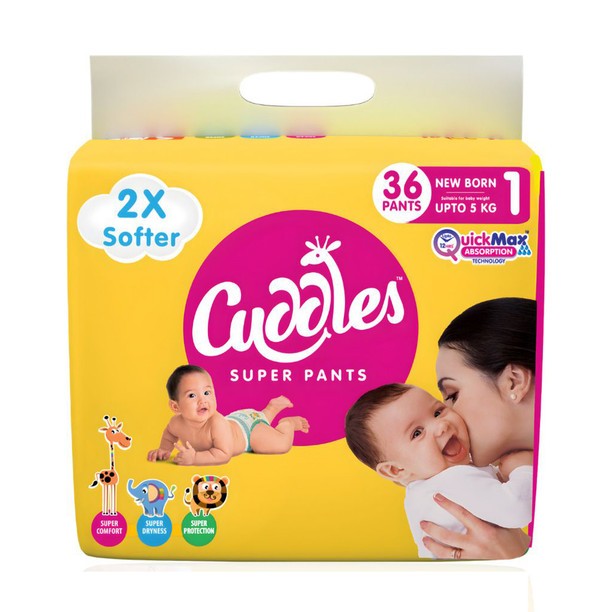 2X
Softer
36
PANTS
NEW BORN
Suitable for baby weight
UPTO 5 KG
1
QuickMax
ABSORPTION
TECHNOLOGY
Cuddles™
SUPER PANTS
SUPER
COMFORT
SUPER
DRYNESS
SUPER
PROTECTION